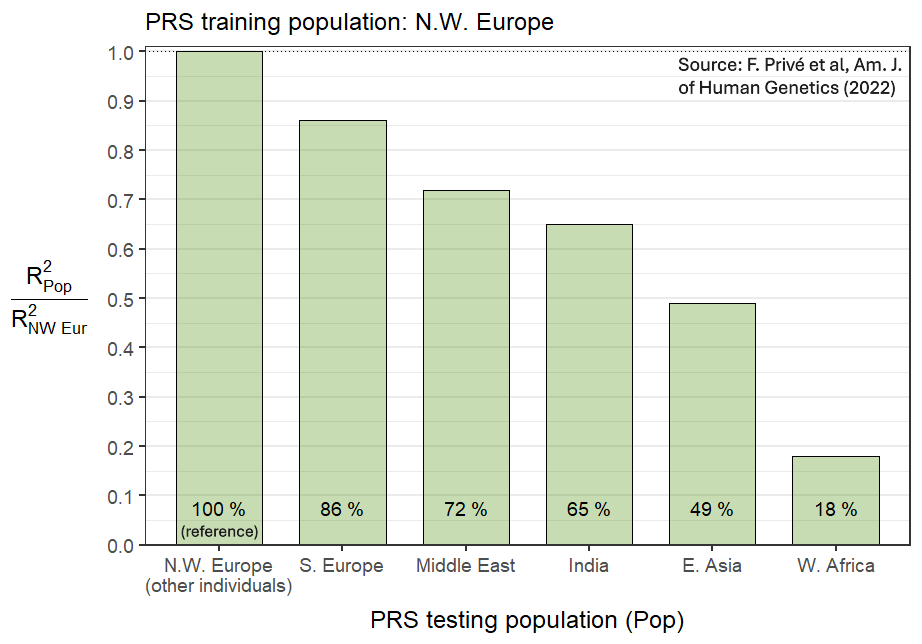 PRS training population: N.W. Europe
Source: F. Privé et al, Am. J.
of Human Genetics (2022)
1.0
0.9
0.8
0.7
0.6
0.5
0.4
0.3
0.2
0.1
0.0
R²Pop
R²NW Eur
100 % 86 % 72 % 65 % 49 % 18 %
(reference)
N.W. Europe S. Europe Middle East India E. Asia W. Africa
(other individuals)
PRS testing population (Pop)